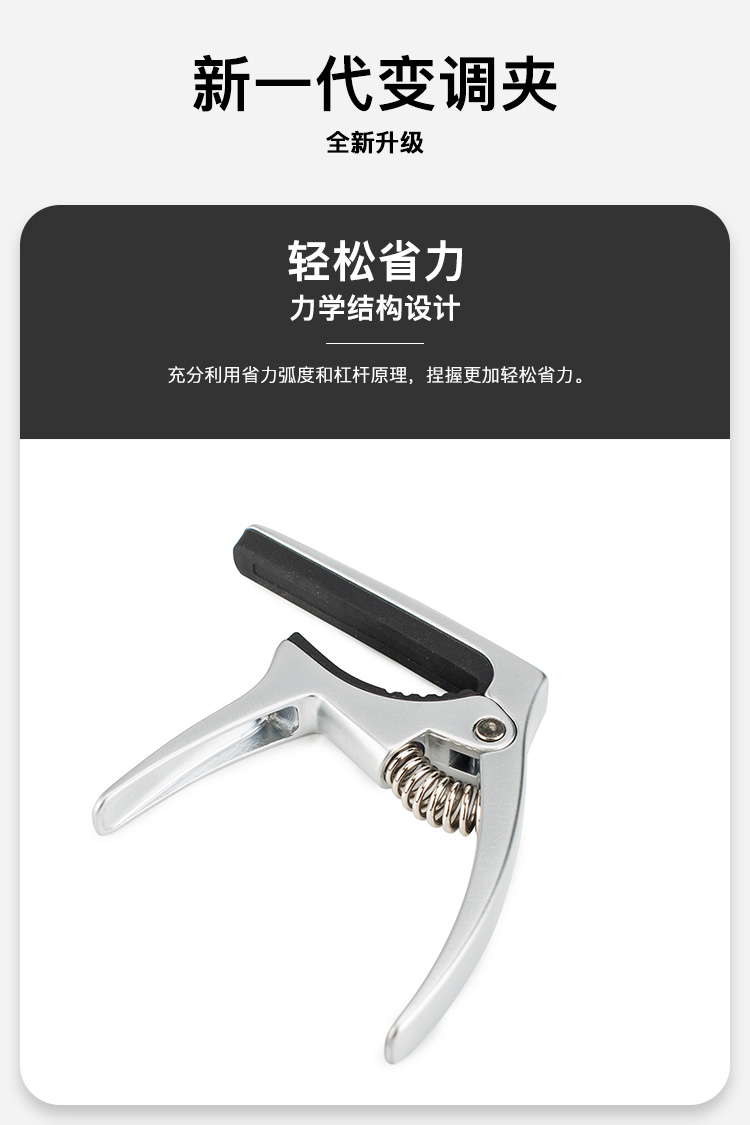 新一代变调夹
全新升级
轻松省力
力学结构设计
充分利用省力弧度和杠杆原理，捏握更加轻松省力。